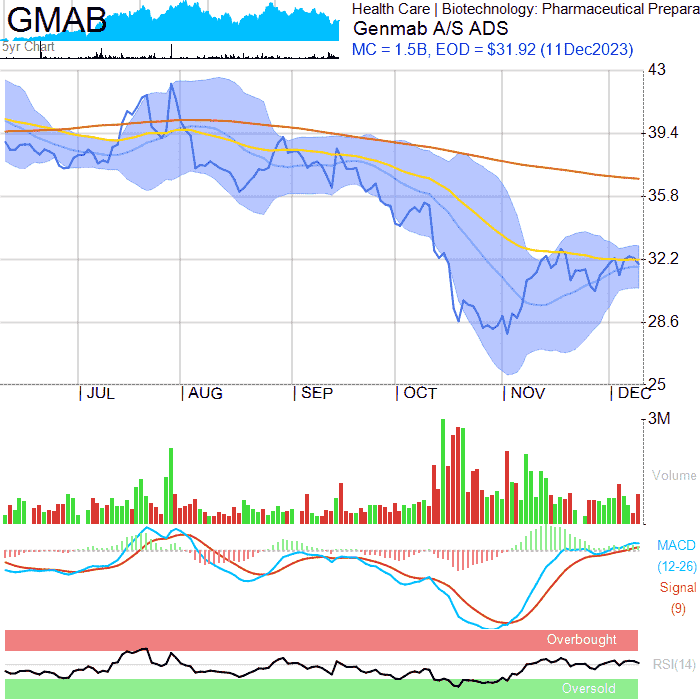 GMAB
5yr Chart
Health Care | Biotechnology: Pharmaceutical Prepara
Genmab A/S ADS
MC = 1.5B, EOD = $31.92 (11Dec2023)
43
39.4
35.8
32.2
28.6
25
| JUL | AUG | SEP | OCT | NOV | DEC
3M
Volume
MACD
(12-26)
Signal
(9)
Overbought
RSI(14)
Oversold